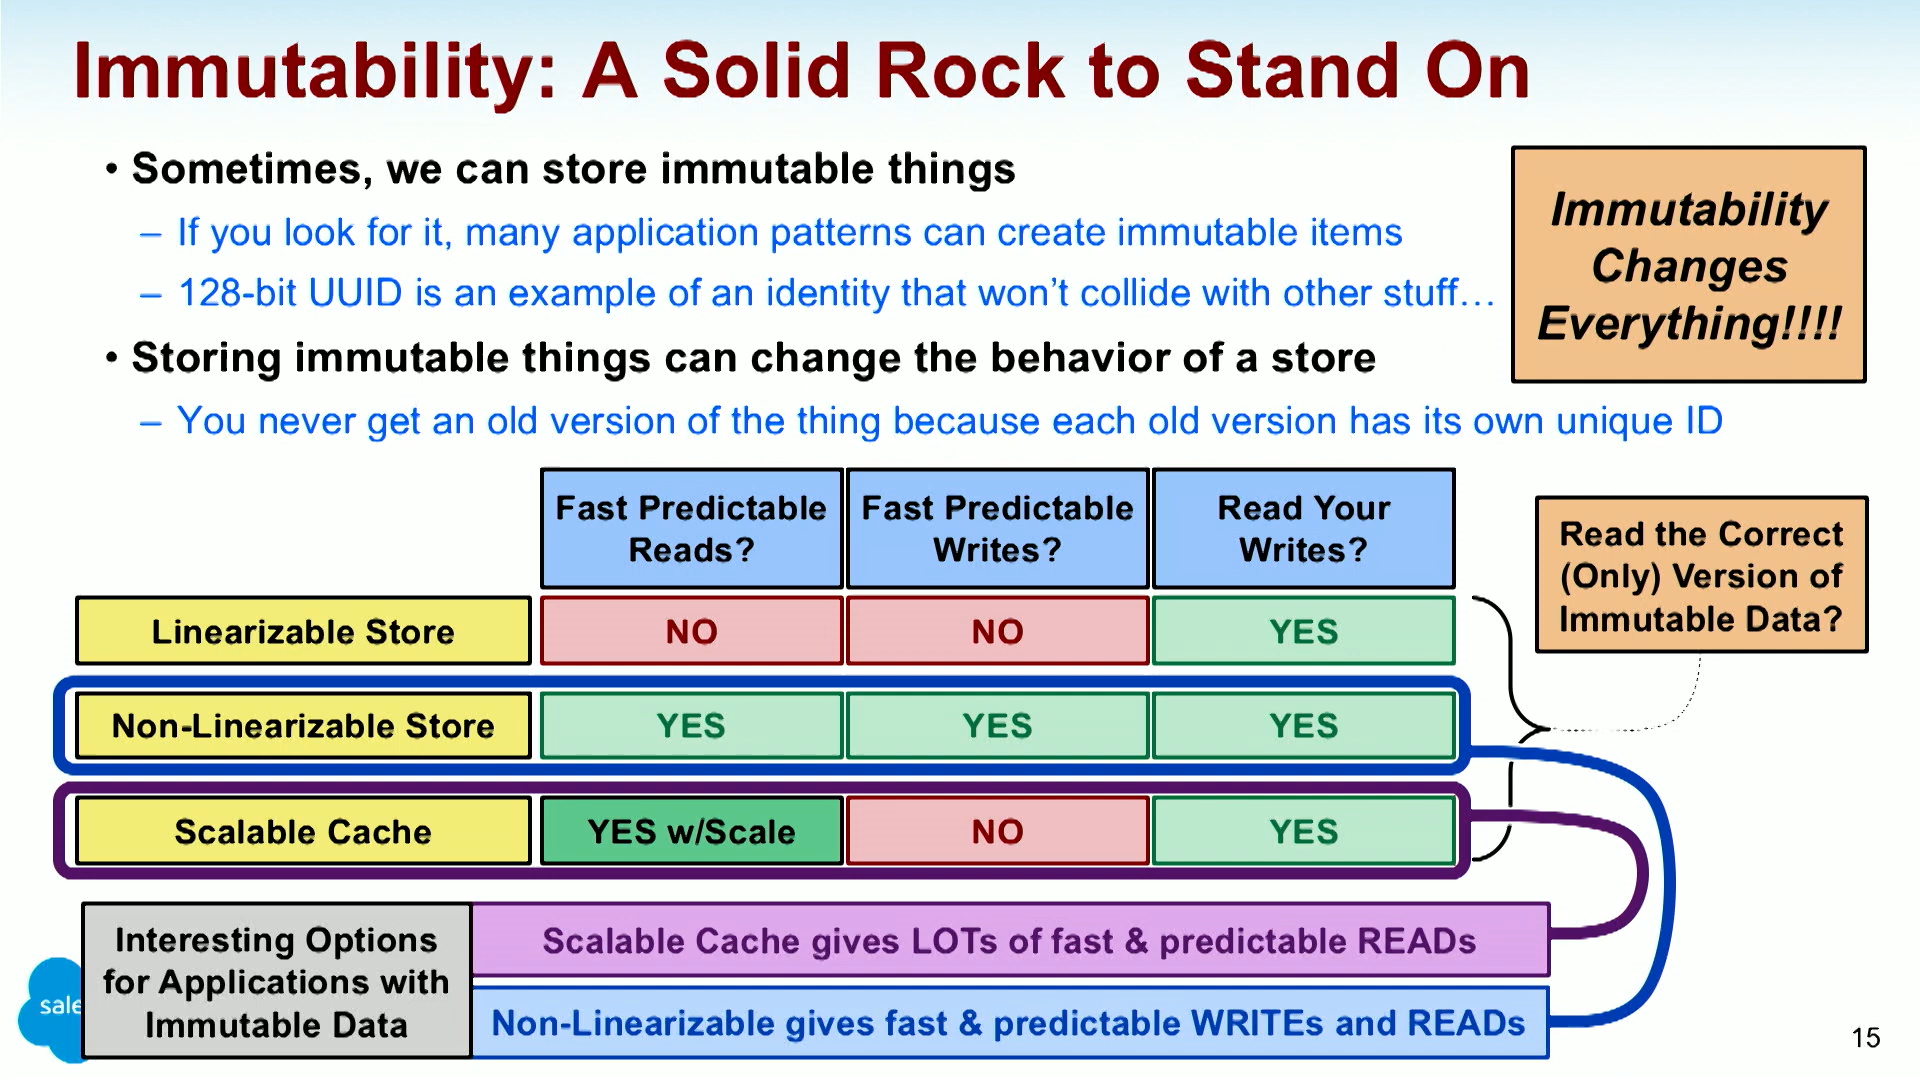 Immutability: A Solid Rock to Stand On
• Sometimes, we can store immutable things
– If you look for it, many application patterns can create immutable items
– 128-bit UUID is an example of an identity that won’t collide with other stuff…
• Storing immutable things can change the behavior of a store
– You never get an old version of the thing because each old version has its own unique ID
Immutability
Changes
Everything!!!!
Fast Predictable
Reads?
Fast Predictable
Writes?
Read Your
Writes?
Read the Correct
(Only) Version of
Immutable Data?
Linearizable Store
NO
NO
YES
Non-Linearizable Store
YES
YES
YES
Scalable Cache
YES w/Scale
NO
YES
Interesting Options
for Applications with
Immutable Data
Scalable Cache gives LOTs of fast & predictable READs
Non-Linearizable gives fast & predictable WRITEs and READs
sale
15